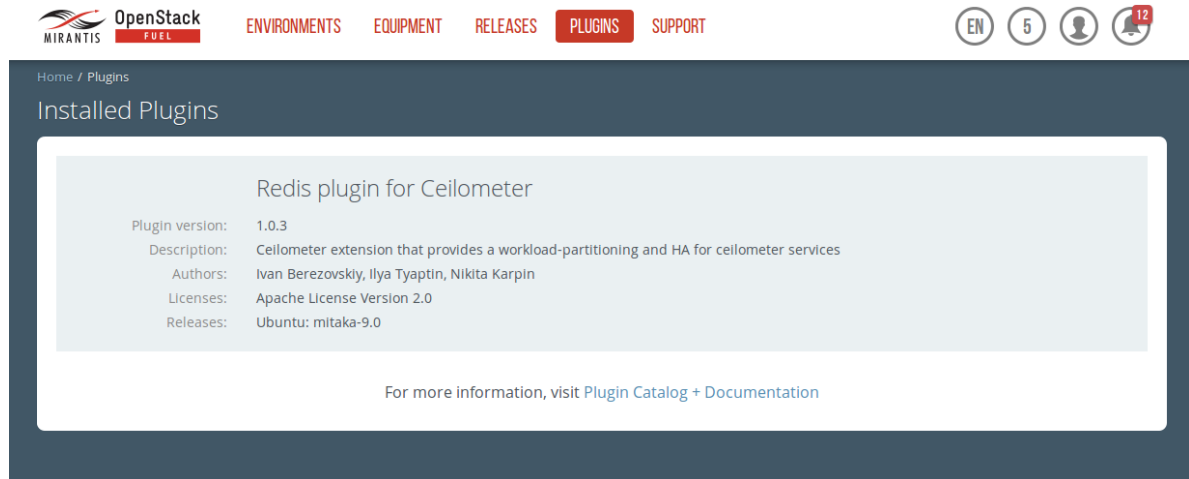 MIRANTIS OpenStack FUEL ENVIRONMENTS EQUIPMENT RELEASES PLUGINS SUPPORT EN 5 12
Home / Plugins
Installed Plugins
Redis plugin for Ceilometer
Plugin version: 1.0.3
Description: Ceilometer extension that provides a workload-partitioning and HA for ceilometer services
Authors: Ivan Berezovskiy, Ilya Tyaptin, Nikita Karpin
Licenses: Apache License Version 2.0
Releases: Ubuntu: mitaka-9.0
For more information, visit Plugin Catalog + Documentation